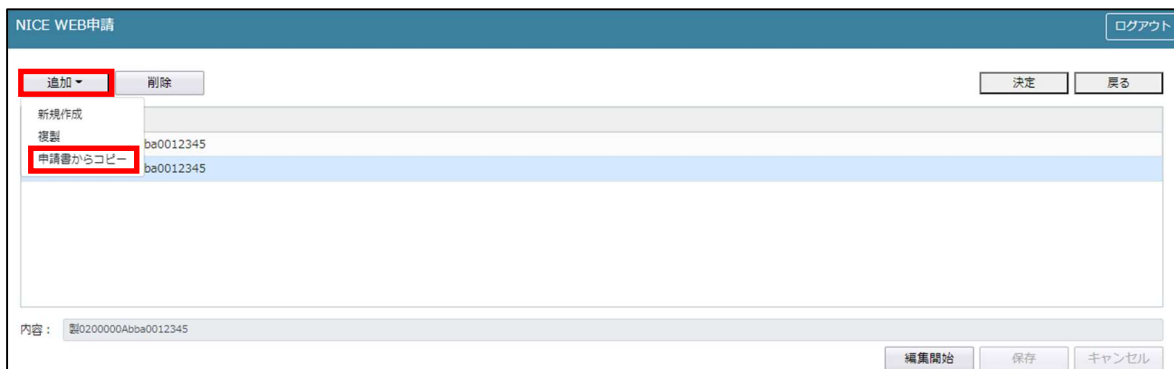 NICE WEB申請
ログアウト
追加 削除 決定 戻る
新規作成
複製
ba0012345
申請書からコピー
ba0012345
内容： 製0200000Abba0012345
編集開始 保存 キャンセル